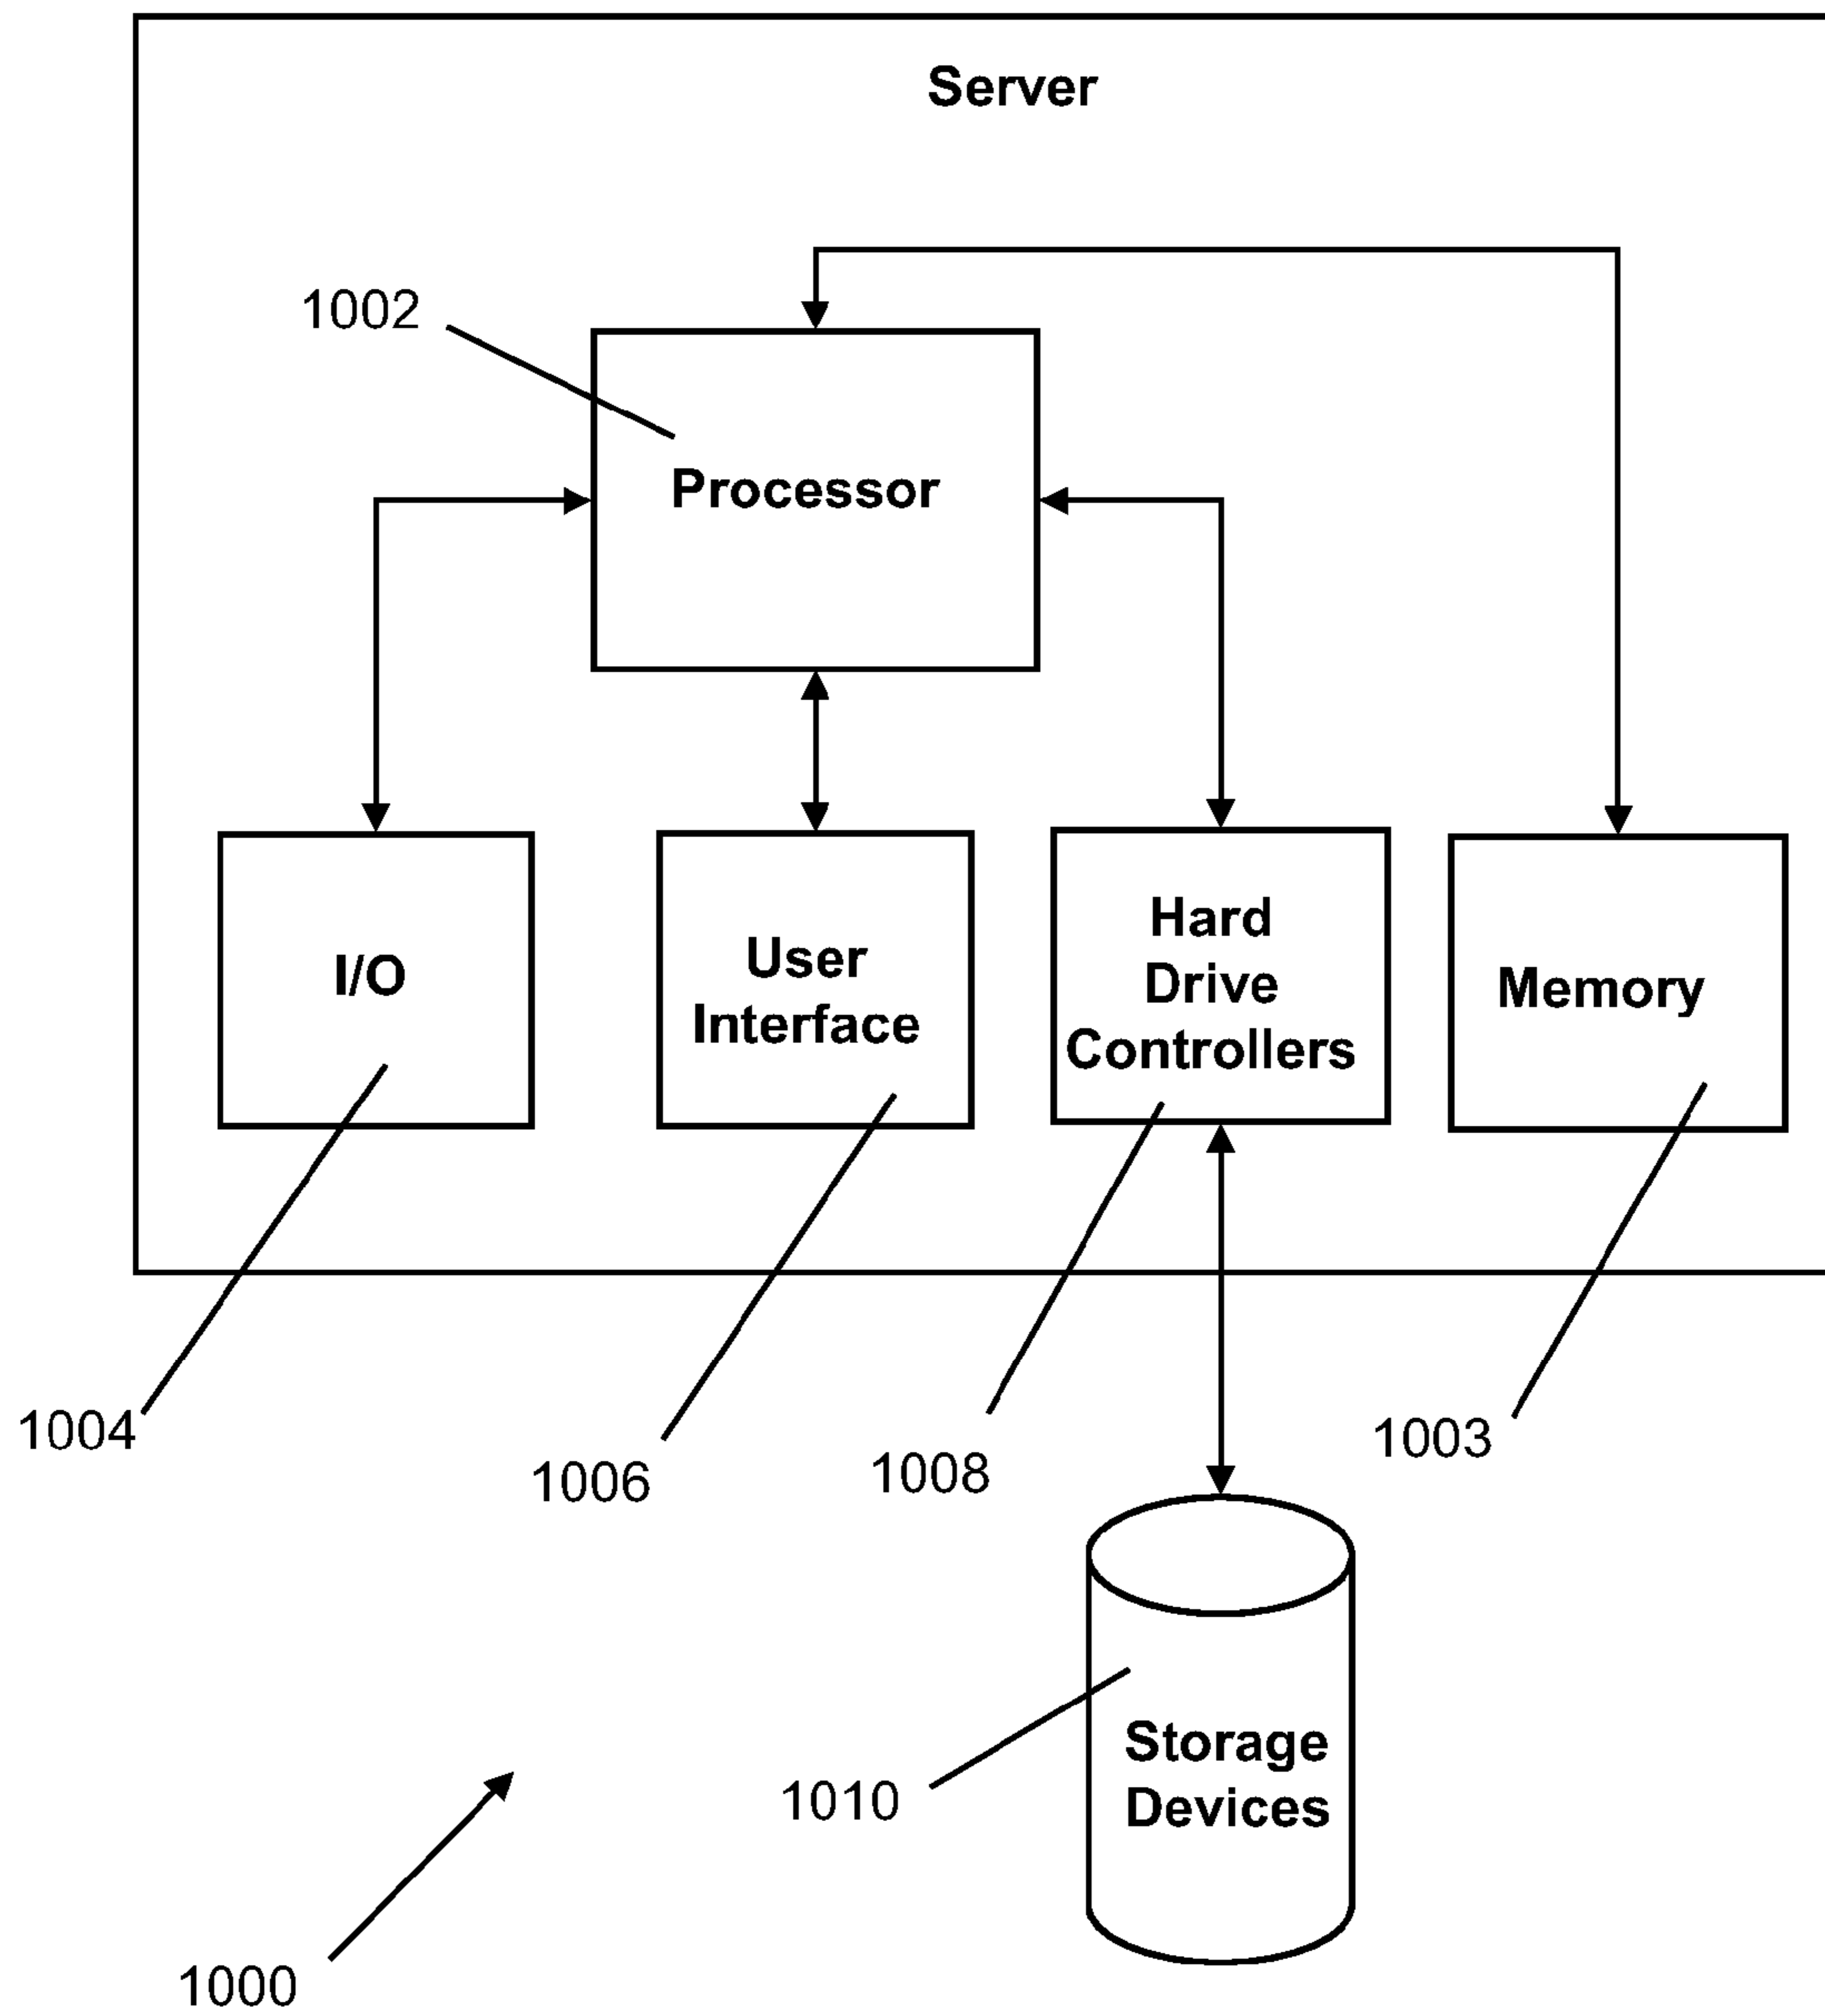 Server
1002
Processor
I/O
User
Interface
Hard
Drive
Controllers
Memory
1004
1006
1008
1003
Storage
Devices
1010
1000